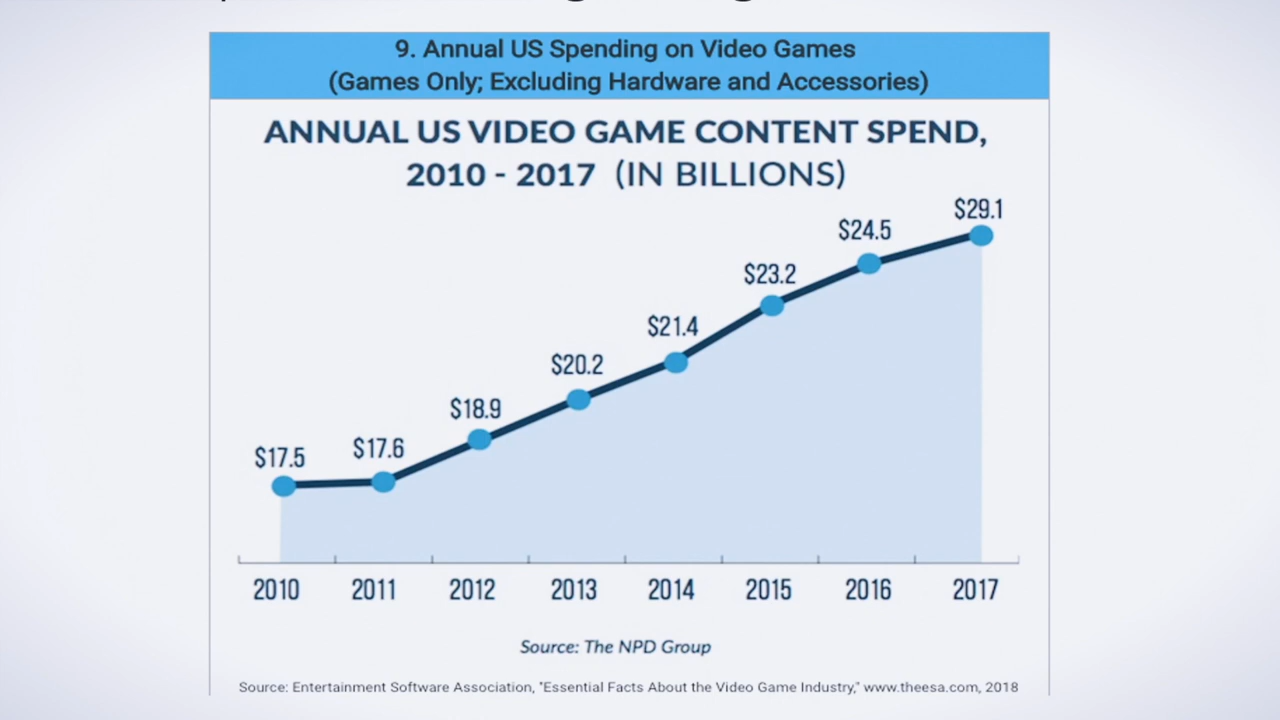 9. Annual US Spending on Video Games
(Games Only; Excluding Hardware and Accessories)
ANNUAL US VIDEO GAME CONTENT SPEND,
2010 - 2017 (IN BILLIONS)
$29.1
$24.5
$23.2
$21.4
$20.2
$18.9
$17.6
$17.5
2010 2011 2012 2013 2014 2015 2016 2017
Source: The NPD Group
Source: Entertainment Software Association, "Essential Facts About the Video Game Industry," www.theesa.com, 2018